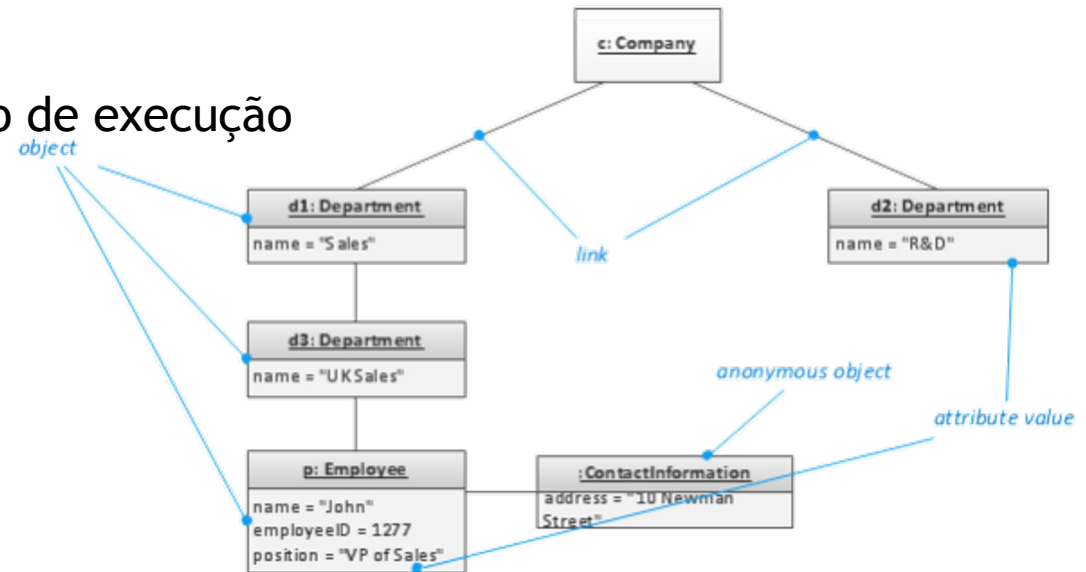 c: Company
o de execução
object
d1: Department
name = "Sales"
d2: Department
name = "R&D"
link
d3: Department
name = "UKSales"
anonymous object
attribute value
p: Employee
name = "John"
employeeID = 1277
position = "VP of Sales"
:ContactInformation
address = "10 Newman
Street"